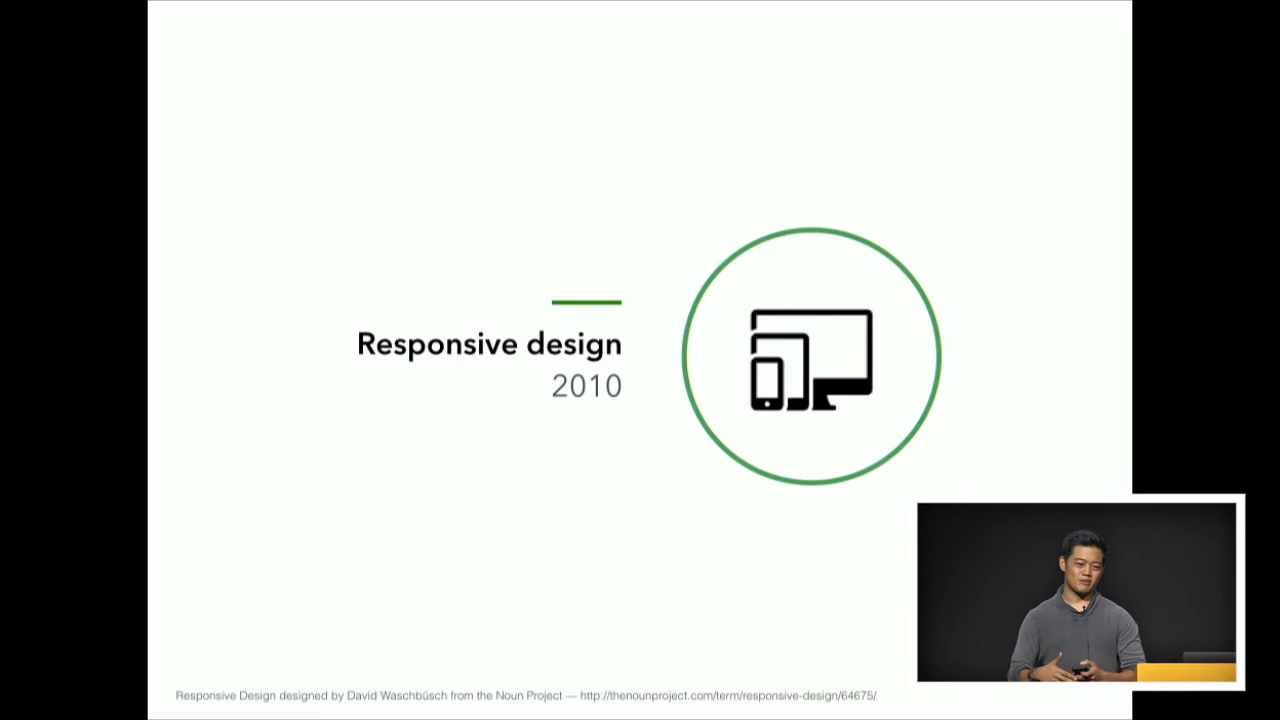 Responsive design
2010
Responsive Design designed by David Waschbüsch from the Noun Project — http://thenounproject.com/term/responsive-design/64675/